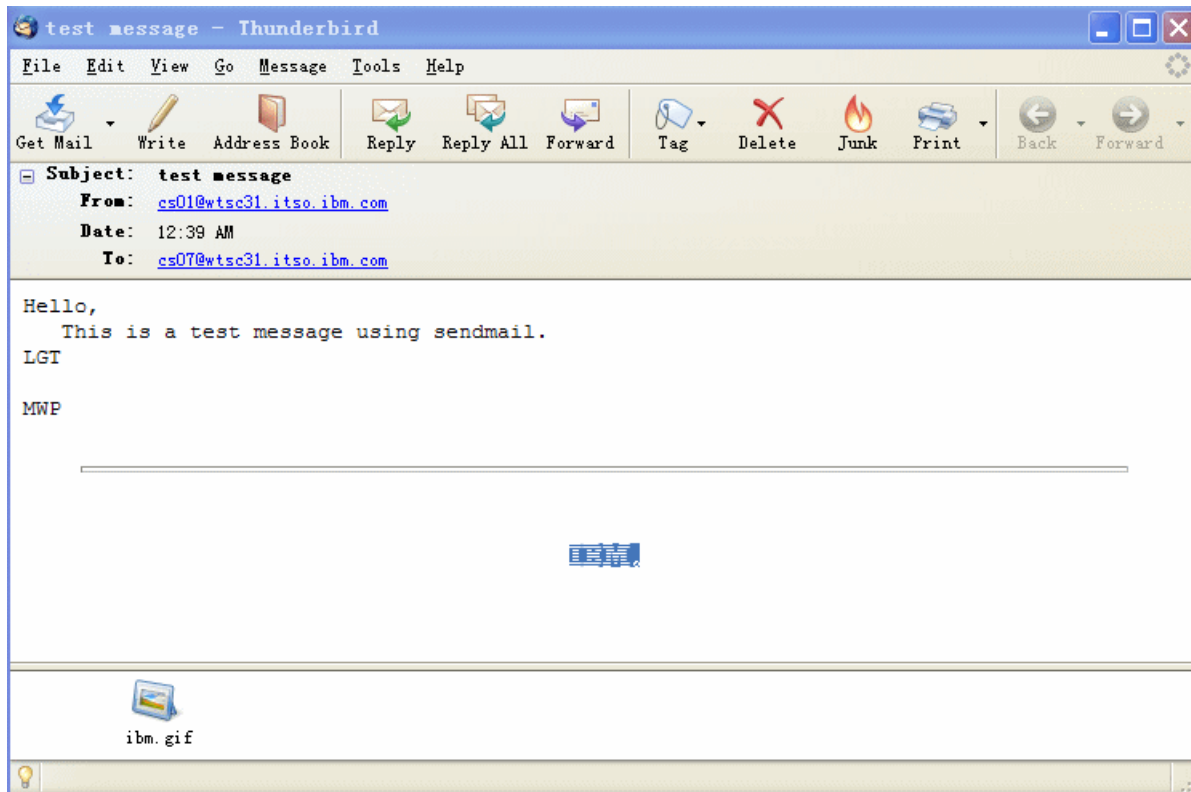 test message - Thunderbird
File Edit View Go Message Tools Help
Get Mail Write Address Book Reply Reply All Forward Tag Delete Junk Print Back Forward
Subject: test message
From: cs01@wtsc31.itso.ibm.com
Date: 12:39 AM
To: cs07@wtsc31.itso.ibm.com
Hello,
This is a test message using sendmail.
LGT
MWP
IBM
ibm.gif